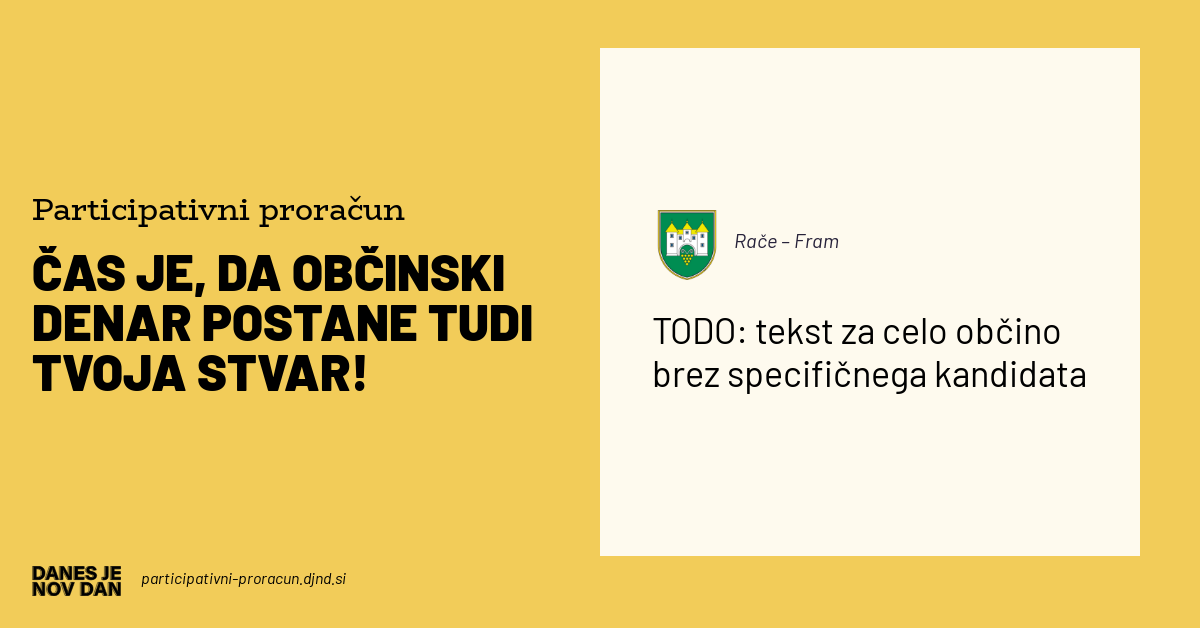 Participativni proračun
ČAS JE, DA OBČINSKI
DENAR POSTANE TUDI
TVOJA STVAR!
Rače – Fram
TODO: tekst za celo občino
brez specifičnega kandidata
DANES JE
NOV DAN
participativni-proracun.djnd.si